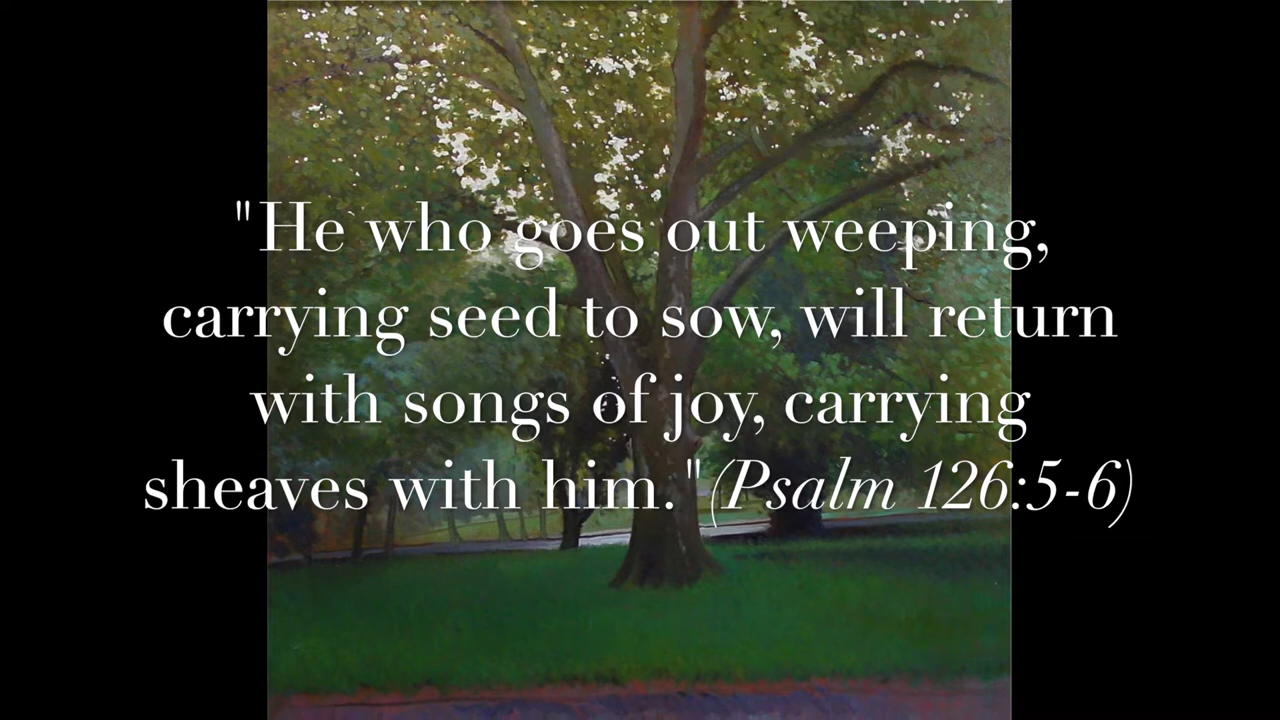 "He who goes out weeping,
carrying seed to sow, will return
with songs of joy, carrying
sheaves with him."(Psalm 126:5-6)